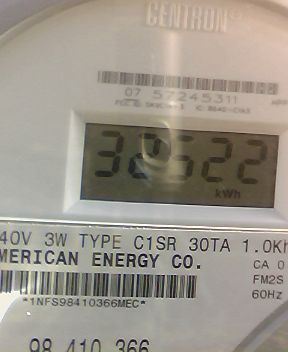 CENTRON®
07 57245311
32522
kWh
40V 3W TYPE C1SR 30TA 1.0Kh
MERICAN ENERGY CO.
CA 0
FM2S
60Hz
*1NFS98410366MEC*
98 410 366